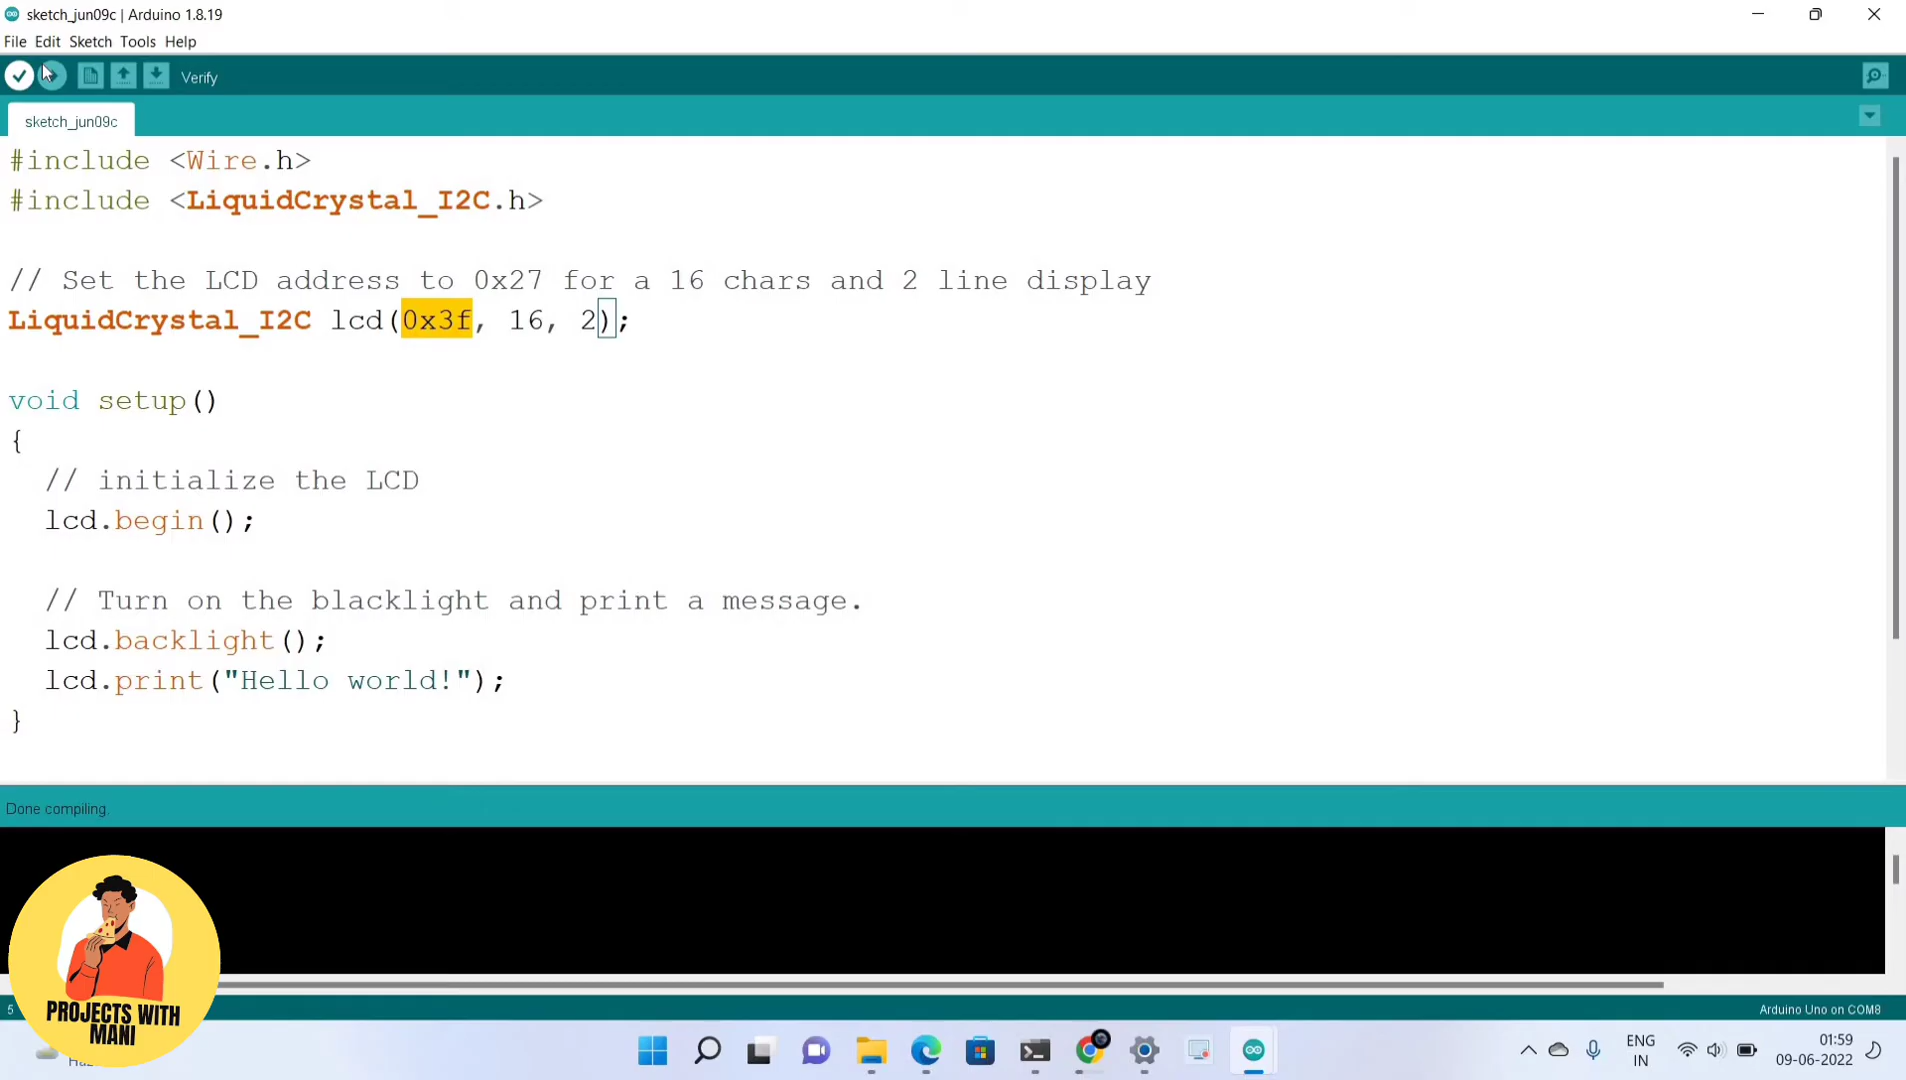 sketch_jun09c | Arduino 1.8.19
File Edit Sketch Tools Help
Verify
sketch_jun09c
#include <Wire.h>
#include <LiquidCrystal_I2C.h>
// Set the LCD address to 0x27 for a 16 chars and 2 line display
LiquidCrystal_I2C lcd(0x3f, 16, 2);
void setup()
{
// initialize the LCD
lcd.begin();
// Turn on the blacklight and print a message.
lcd.backlight();
lcd.print("Hello world!");
}
Done compiling.
PROJECTS WITH
MANI
5
Arduino Uno on COM8
ENG
IN
01:59
09-06-2022